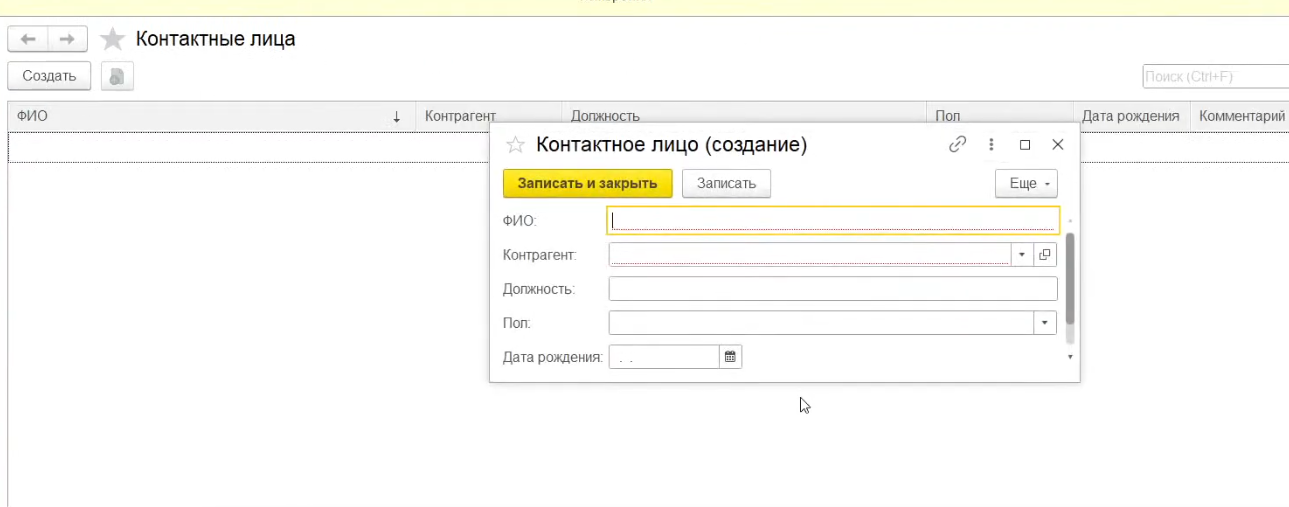 Контактные лица
Создать
Поиск (Ctrl+F)
ФИО
Контрагент
Должность
Пол
Дата рождения
Комментарий
Контактное лицо (создание)
Записать и закрыть
Записать
Еще
ФИО:
Контрагент:
Должность:
Пол:
Дата рождения:
. .